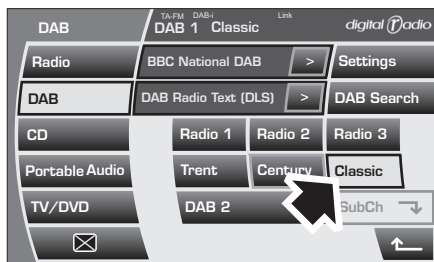 TA-FM DAB-i Link
DAB DAB 1 Classic digital radio
Radio BBC National DAB > Settings
DAB DAB Radio Text (DLS) > DAB Search
CD Radio 1 Radio 2 Radio 3
Portable Audio Trent Century Classic
TV/DVD DAB 2 SubCh